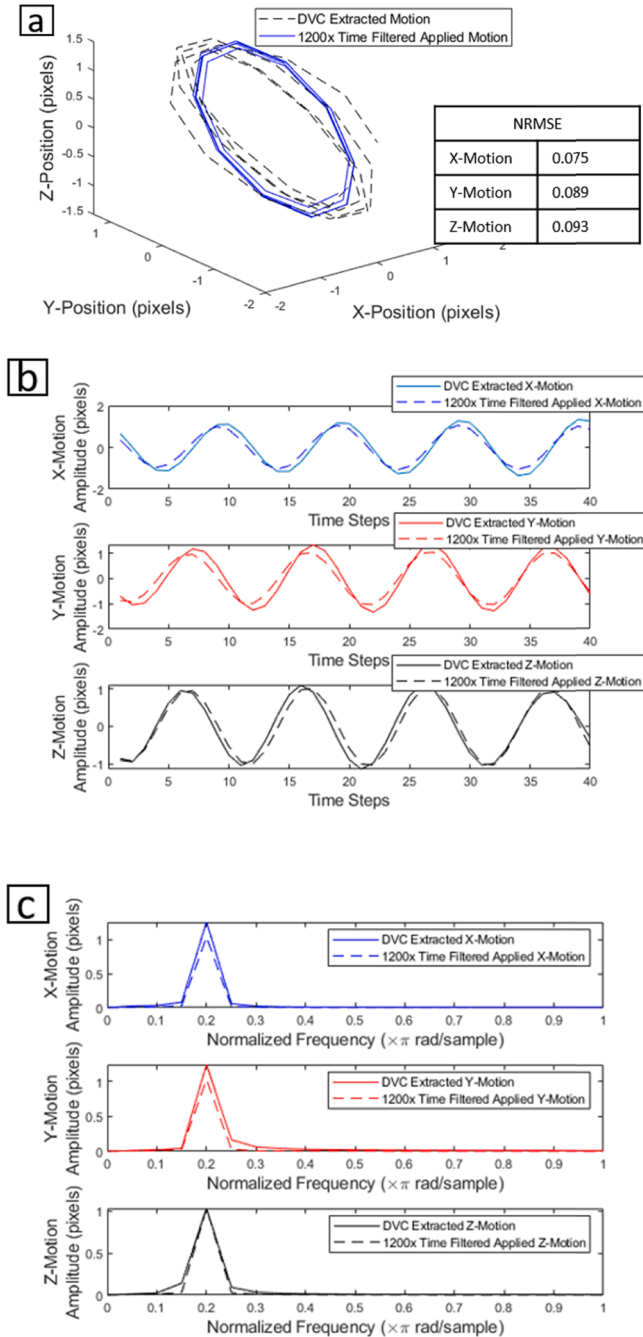 a
DVC Extracted Motion
1200x Time Filtered Applied Motion
Z-Position (pixels)
1.5
1
0.5
0
-0.5
-1
-1.5
1
0
-1
-2
Y-Position (pixels)
-2
-1
0
1
2
X-Position (pixels)
NRMSE
X-Motion 0.075
Y-Motion 0.089
Z-Motion 0.093
b
DVC Extracted X-Motion
1200x Time Filtered Applied X-Motion
X-Motion
Amplitude (pixels)
2
0
-2
0 5 10 15 20 25 30 35 40
Time Steps
DVC Extracted Y-Motion
1200x Time Filtered Applied Y-Motion
Y-Motion
Amplitude (pixels)
1
0
-1
-2
0 5 10 15 20 25 30 35 40
Time Steps
DVC Extracted Z-Motion
1200x Time Filtered Applied Z-Motion
Z-Motion
Amplitude (pixels)
1
0
-1
0 5 10 15 20 25 30 35 40
Time Steps
c
DVC Extracted X-Motion
1200x Time Filtered Applied X-Motion
X-Motion
Amplitude (pixels)
1
0.5
0
0 0.1 0.2 0.3 0.4 0.5 0.6 0.7 0.8 0.9 1
Normalized Frequency (×π rad/sample)
DVC Extracted Y-Motion
1200x Time Filtered Applied Y-Motion
Y-Motion
Amplitude (pixels)
1
0.5
0
0 0.1 0.2 0.3 0.4 0.5 0.6 0.7 0.8 0.9 1
Normalized Frequency (×π rad/sample)
DVC Extracted Z-Motion
1200x Time Filtered Applied Z-Motion
Z-Motion
Amplitude (pixels)
1
0.5
0
0 0.1 0.2 0.3 0.4 0.5 0.6 0.7 0.8 0.9 1
Normalized Frequency (×π rad/sample)